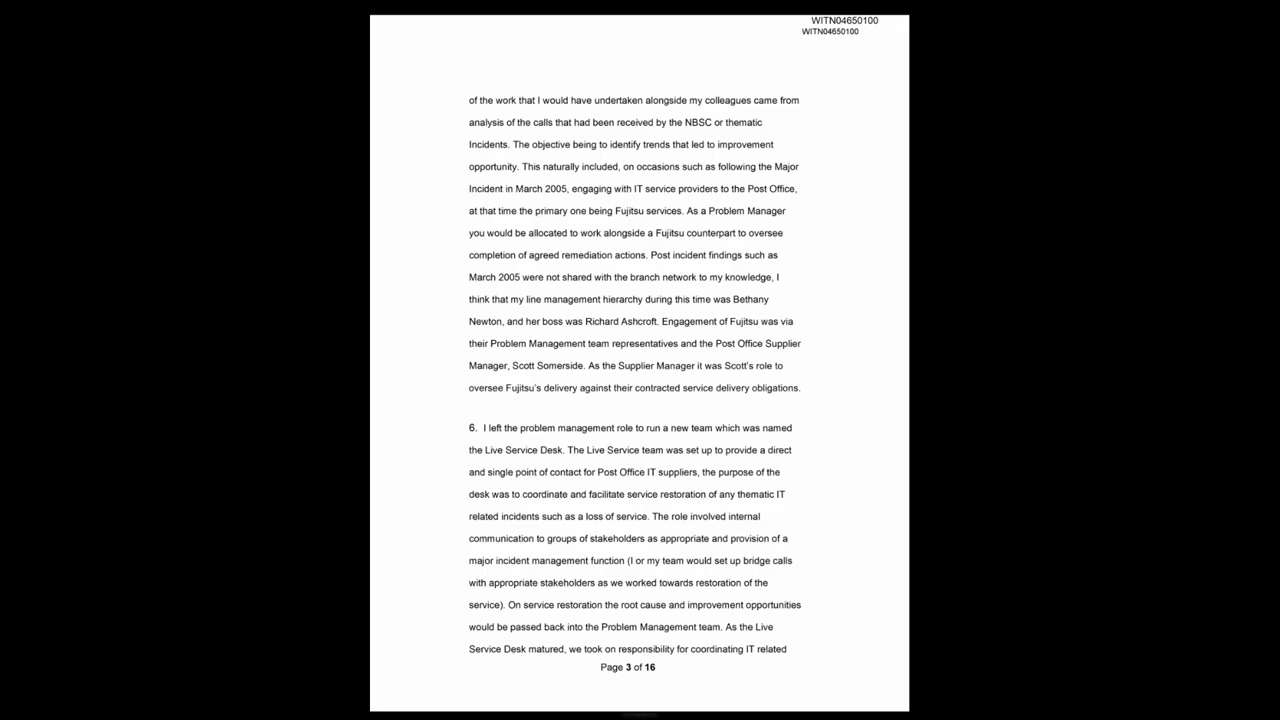 WITN04650100
WITN04650100
of the work that I would have undertaken alongside my colleagues came from
analysis of the calls that had been received by the NBSC or thematic
Incidents. The objective being to identify trends that led to improvement
opportunity. This naturally included, on occasions such as following the Major
Incident in March 2005, engaging with IT service providers to the Post Office,
at that time the primary one being Fujitsu services. As a Problem Manager
you would be allocated to work alongside a Fujitsu counterpart to oversee
completion of agreed remediation actions. Post incident findings such as
March 2005 were not shared with the branch network to my knowledge, I
think that my line management hierarchy during this time was Bethany
Newton, and her boss was Richard Ashcroft. Engagement of Fujitsu was via
their Problem Management team representatives and the Post Office Supplier
Manager, Scott Somerside. As the Supplier Manager it was Scott's role to
oversee Fujitsu's delivery against their contracted service delivery obligations.
6. I left the problem management role to run a new team which was named
the Live Service Desk. The Live Service team was set up to provide a direct
and single point of contact for Post Office IT suppliers, the purpose of the
desk was to coordinate and facilitate service restoration of any thematic IT
related incidents such as a loss of service. The role involved internal
communication to groups of stakeholders as appropriate and provision of a
major incident management function (I or my team would set up bridge calls
with appropriate stakeholders as we worked towards restoration of the
service). On service restoration the root cause and improvement opportunities
would be passed back into the Problem Management team. As the Live
Service Desk matured, we took on responsibility for coordinating IT related
Page 3 of 16